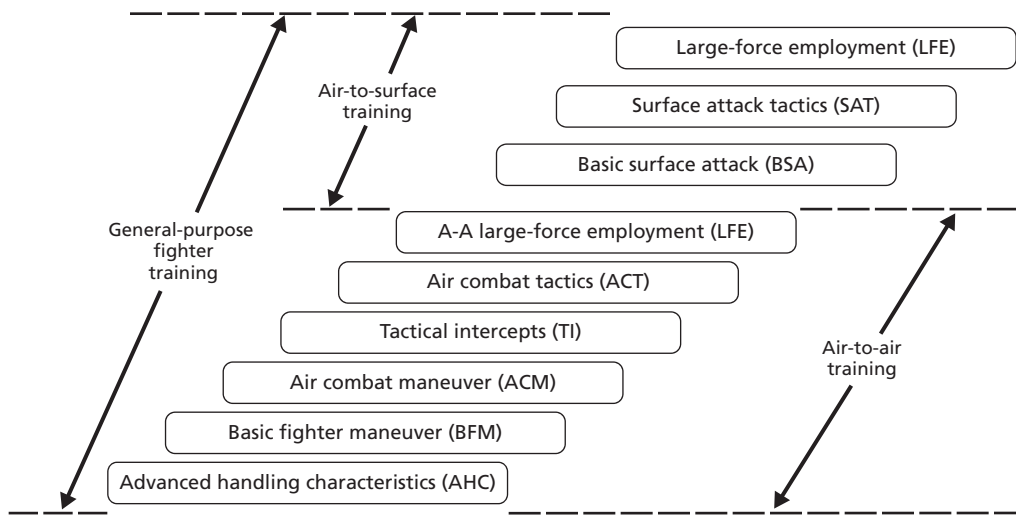 Large-force employment (LFE)
Air-to-surface
training
Surface attack tactics (SAT)
Basic surface attack (BSA)
General-purpose
fighter
training
A-A large-force employment (LFE)
Air combat tactics (ACT)
Tactical intercepts (TI)
Air-to-air
training
Air combat maneuver (ACM)
Basic fighter maneuver (BFM)
Advanced handling characteristics (AHC)